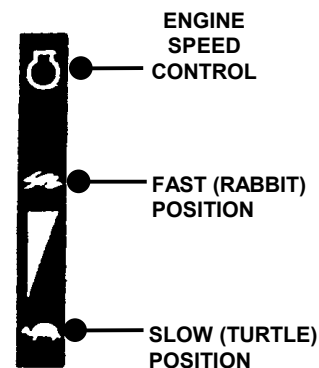 ENGINE
SPEED
CONTROL
FAST (RABBIT)
POSITION
SLOW (TURTLE)
POSITION